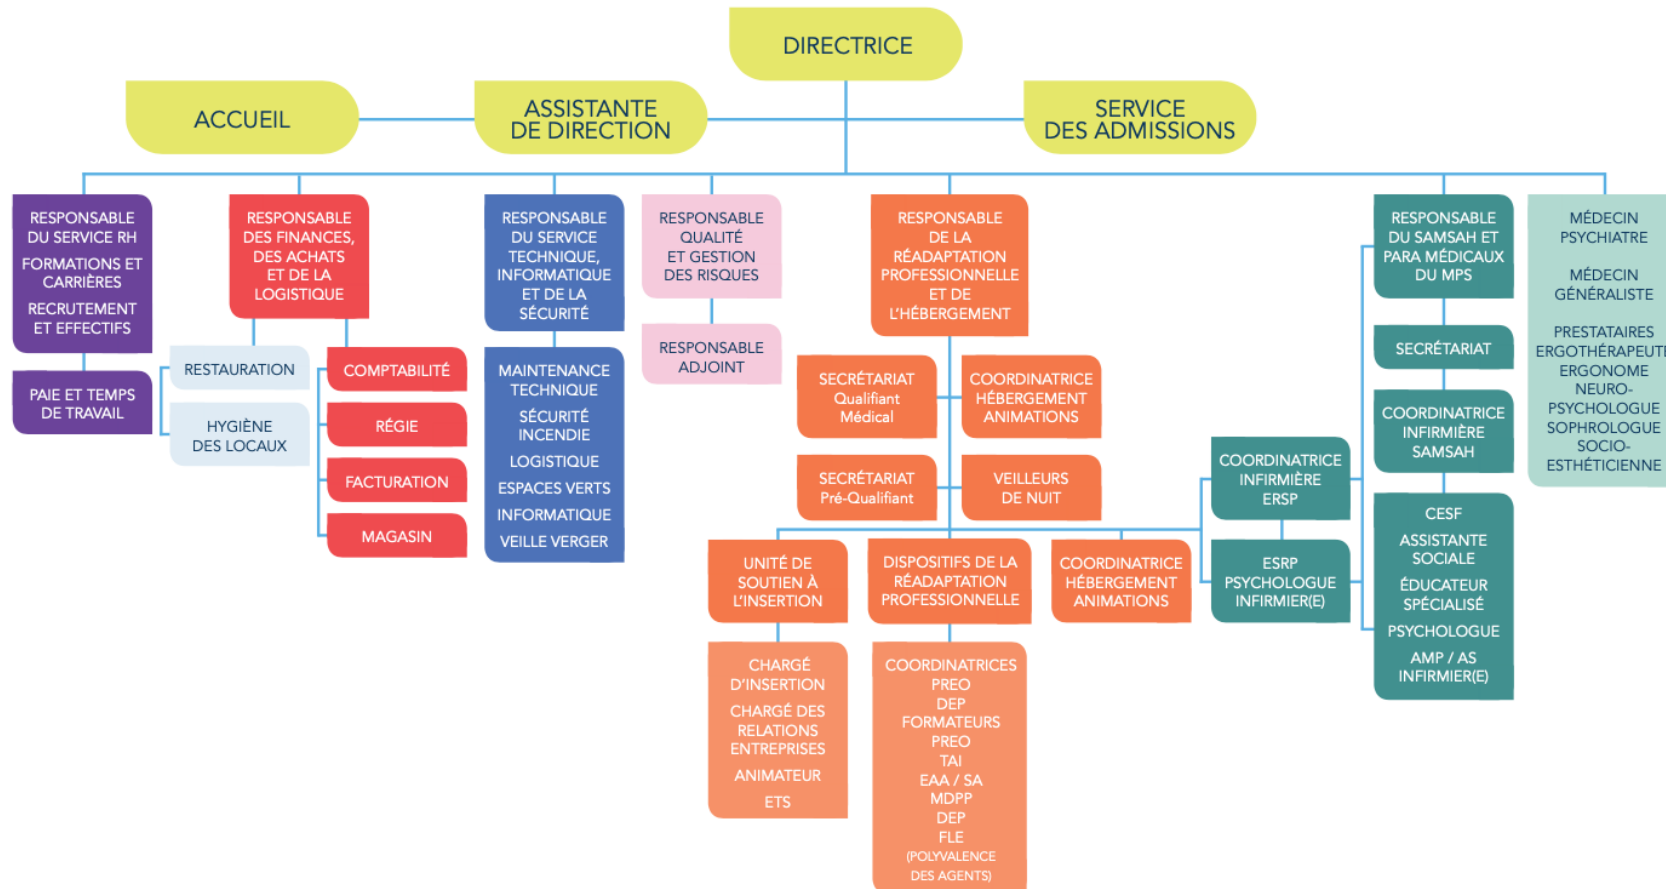 DIRECTRICE
ACCUEIL
ASSISTANTE
DE DIRECTION
SERVICE
DES ADMISSIONS
RESPONSABLE
DU SERVICE RH
FORMATIONS ET
CARRIÈRES
RECRUTEMENT
ET EFFECTIFS
PAIE ET TEMPS
DE TRAVAIL
RESPONSABLE
DES FINANCES,
DES ACHATS
ET DE LA
LOGISTIQUE
RESTAURATION
HYGIÈNE
DES LOCAUX
COMPTABILITÉ
RÉGIE
FACTURATION
MAGASIN
RESPONSABLE
DU SERVICE
TECHNIQUE,
INFORMATIQUE
ET DE LA
SÉCURITÉ
MAINTENANCE
TECHNIQUE
SÉCURITÉ
INCENDIE
LOGISTIQUE
ESPACES VERTS
INFORMATIQUE
VEILLE VERGER
RESPONSABLE
QUALITÉ
ET GESTION
DES RISQUES
RESPONSABLE
ADJOINT
RESPONSABLE
DE LA
RÉADAPTATION
PROFESSIONNELLE
ET DE
L'HÉBERGEMENT
SECRÉTARIAT
Qualifiant
Médical
COORDINATRICE
HÉBERGEMENT
ANIMATIONS
SECRÉTARIAT
Pré-Qualifiant
VEILLEURS
DE NUIT
UNITÉ DE
SOUTIEN À
L'INSERTION
CHARGÉ
D'INSERTION
CHARGÉ DES
RELATIONS
ENTREPRISES
ANIMATEUR
ETS
DISPOSITIFS DE LA
RÉADAPTATION
PROFESSIONNELLE
COORDINATRICES
PREO
DEP
FORMATEURS
PREO
TAI
EAA / SA
MDPP
DEP
FLE
(POLYVALENCE
DES AGENTS)
COORDINATRICE
HÉBERGEMENT
ANIMATIONS
COORDINATRICE
INFIRMIÈRE
ERSP
ESRP
PSYCHOLOGUE
INFIRMIER(E)
RESPONSABLE
DU SAMSAH ET
PARA MÉDICAUX
DU MPS
SECRÉTARIAT
COORDINATRICE
INFIRMIÈRE
SAMSAH
CESF
ASSISTANTE
SOCIALE
ÉDUCATEUR
SPÉCIALISÉ
PSYCHOLOGUE
AMP / AS
INFIRMIER(E)
MÉDECIN
PSYCHIATRE
MÉDECIN
GÉNÉRALISTE
PRESTATAIRES
ERGOTHÉRAPEUTE
ERGONOME
NEURO-
PSYCHOLOGUE
SOPHROLOGUE
SOCIO-
ESTHÉTICIENNE